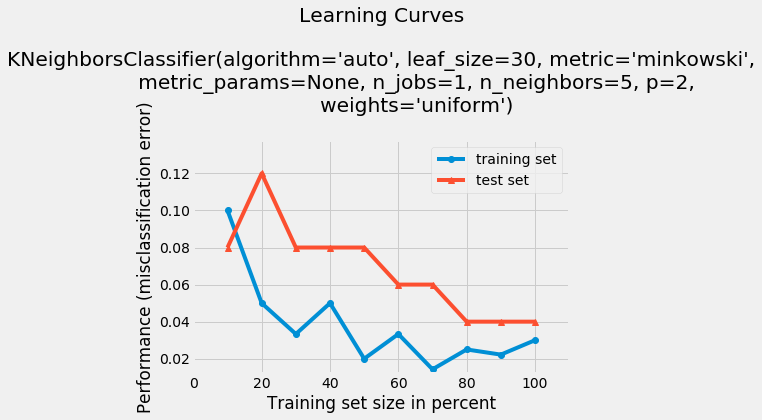 Learning Curves
KNeighborsClassifier(algorithm='auto', leaf_size=30, metric='minkowski',
metric_params=None, n_jobs=1, n_neighbors=5, p=2,
weights='uniform')
Performance (misclassification error)
training set
test set
0.12
0.10
0.08
0.06
0.04
0.02
0 20 40 60 80 100
Training set size in percent